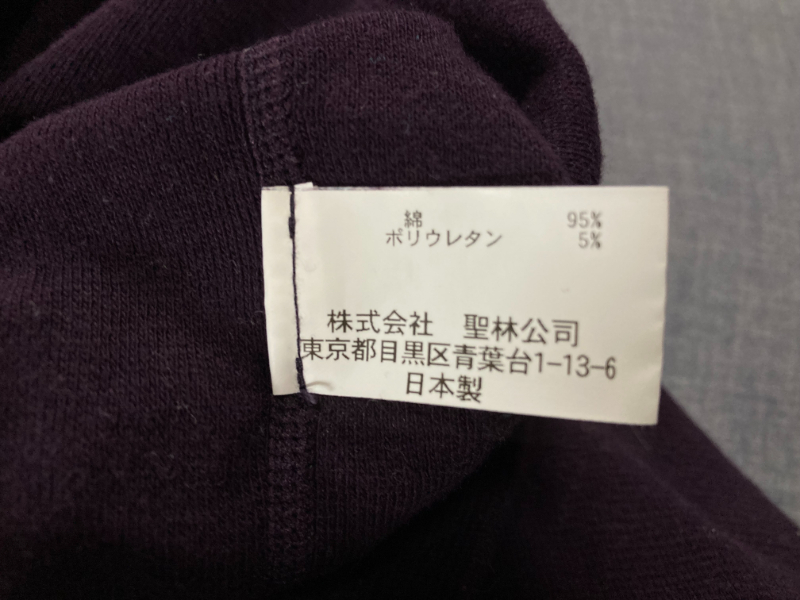 綿 95%
ポリウレタン 5%
株式会社 聖林公司
東京都目黒区青葉台1-13-6
日本製